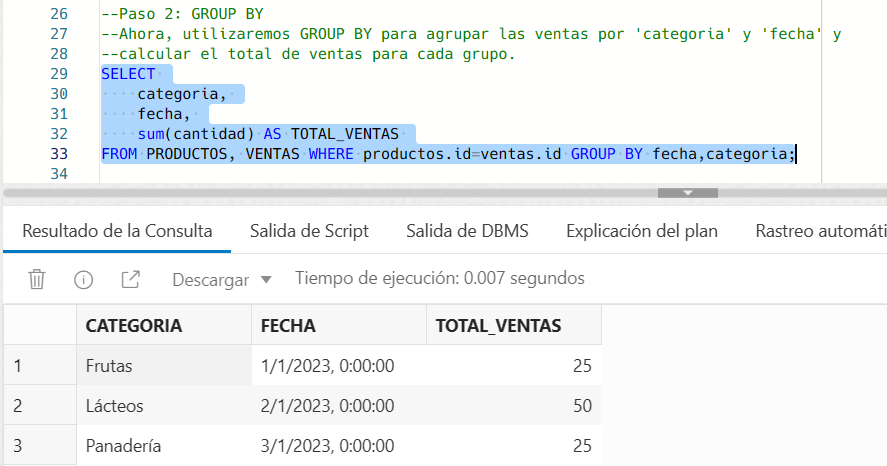 26 --Paso 2: GROUP BY
27 --Ahora, utilizaremos GROUP BY para agrupar las ventas por 'categoria' y 'fecha' y
28 --calcular el total de ventas para cada grupo.
29 SELECT
30 categoria,
31 fecha,
32 sum(cantidad) AS TOTAL_VENTAS
33 FROM PRODUCTOS, VENTAS WHERE productos.id=ventas.id GROUP BY fecha,categoria;
34
Resultado de la Consulta Salida de Script Salida de DBMS Explicación del plan Rastreo automáti
Descargar Tiempo de ejecución: 0.007 segundos
CATEGORIA FECHA TOTAL_VENTAS
1 Frutas 1/1/2023, 0:00:00 25
2 Lácteos 2/1/2023, 0:00:00 50
3 Panadería 3/1/2023, 0:00:00 25